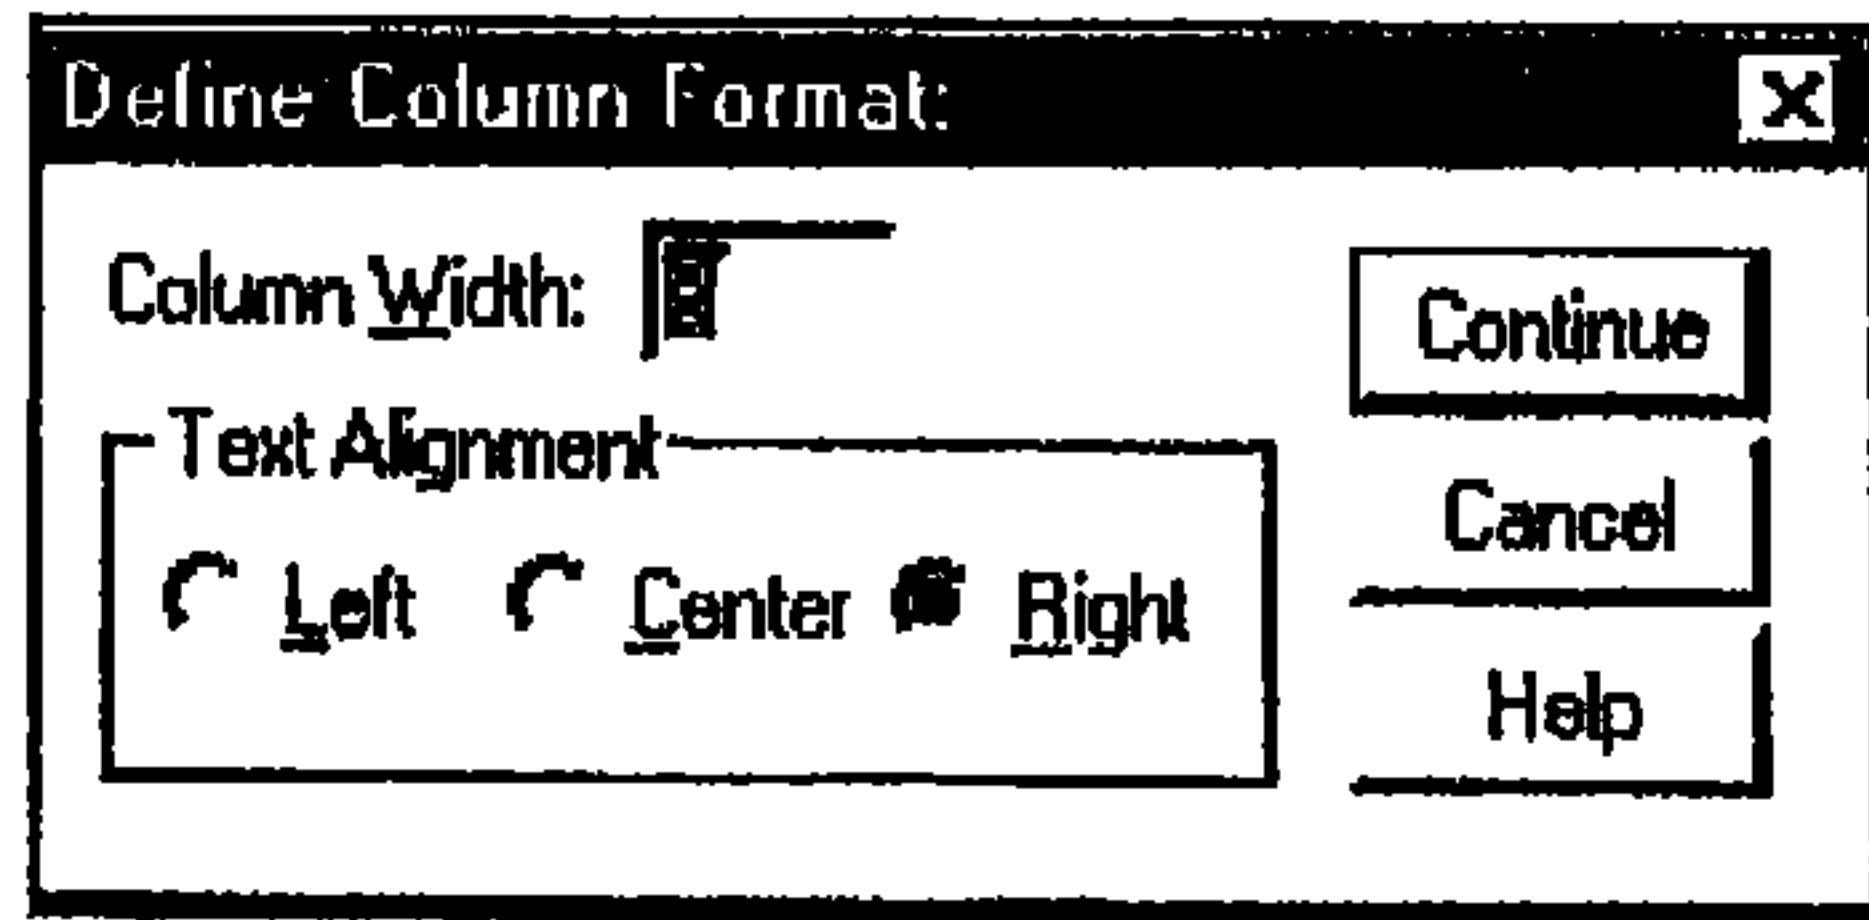 Define Column Format:
Column Width:
Continue
Text Alignment
Cancel
Left Center Right
Help